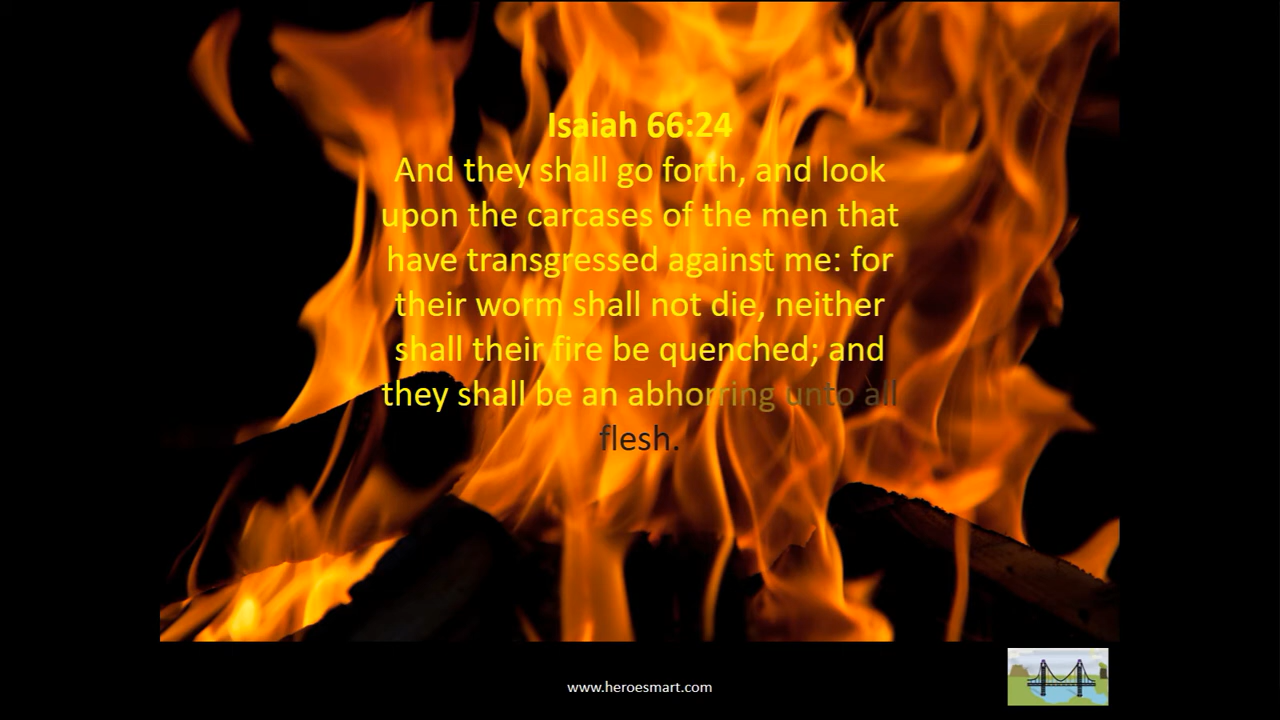 Isaiah 66:24
And they shall go forth, and look
upon the carcases of the men that
have transgressed against me: for
their worm shall not die, neither
shall their fire be quenched; and
they shall be an abhorring unto all
flesh.
www.heroesmart.com